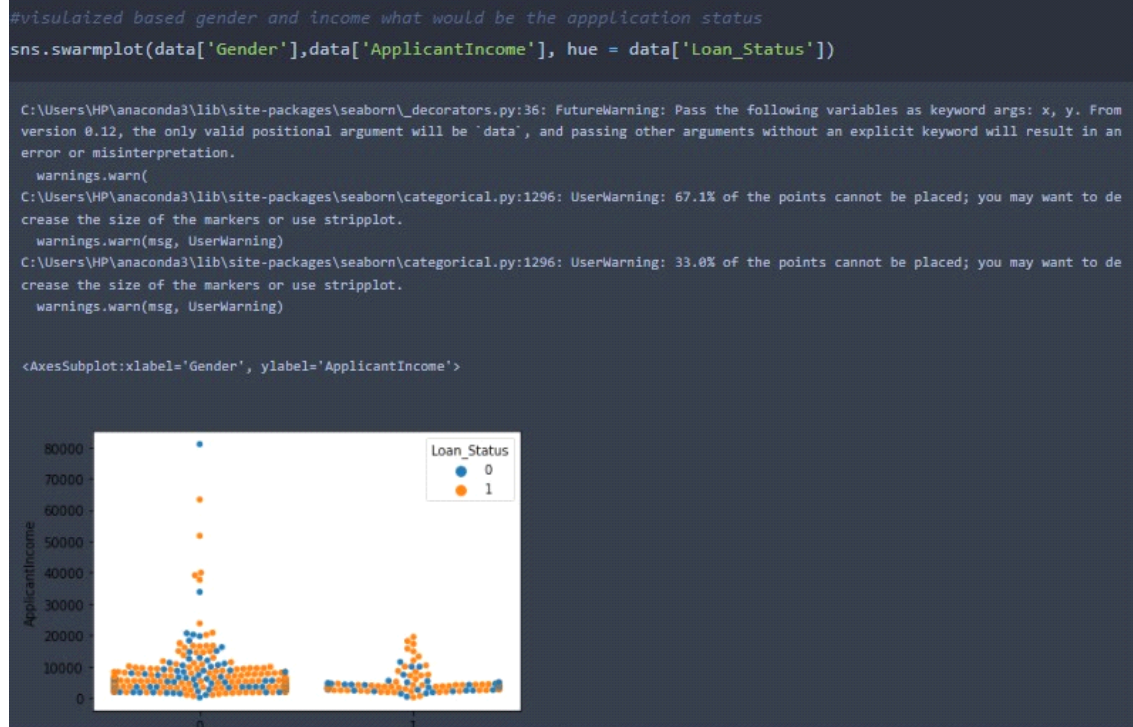 #visulaized based gender and income what would be the appplication status
sns.swarmplot(data['Gender'],data['ApplicantIncome'], hue = data['Loan_Status'])
C:\Users\HP\anaconda3\lib\site-packages\seaborn\_decorators.py:36: FutureWarning: Pass the following variables as keyword args: x, y. From
version 0.12, the only valid positional argument will be `data`, and passing other arguments without an explicit keyword will result in an
error or misinterpretation.
warnings.warn(
C:\Users\HP\anaconda3\lib\site-packages\seaborn\categorical.py:1296: UserWarning: 67.1% of the points cannot be placed; you may want to de
crease the size of the markers or use stripplot.
warnings.warn(msg, UserWarning)
C:\Users\HP\anaconda3\lib\site-packages\seaborn\categorical.py:1296: UserWarning: 33.0% of the points cannot be placed; you may want to de
crease the size of the markers or use stripplot.
warnings.warn(msg, UserWarning)
<AxesSubplot:xlabel='Gender', ylabel='ApplicantIncome'>
Loan_Status
0
1
80000
70000
60000
50000
40000
30000
20000
10000
0
ApplicantIncome
0 1